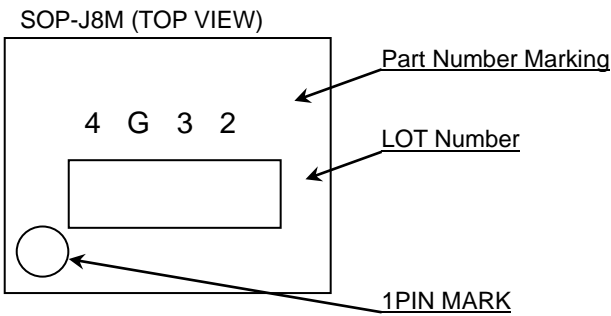 SOP-J8M (TOP VIEW)
Part Number Marking
4 G 3 2
LOT Number
1PIN MARK